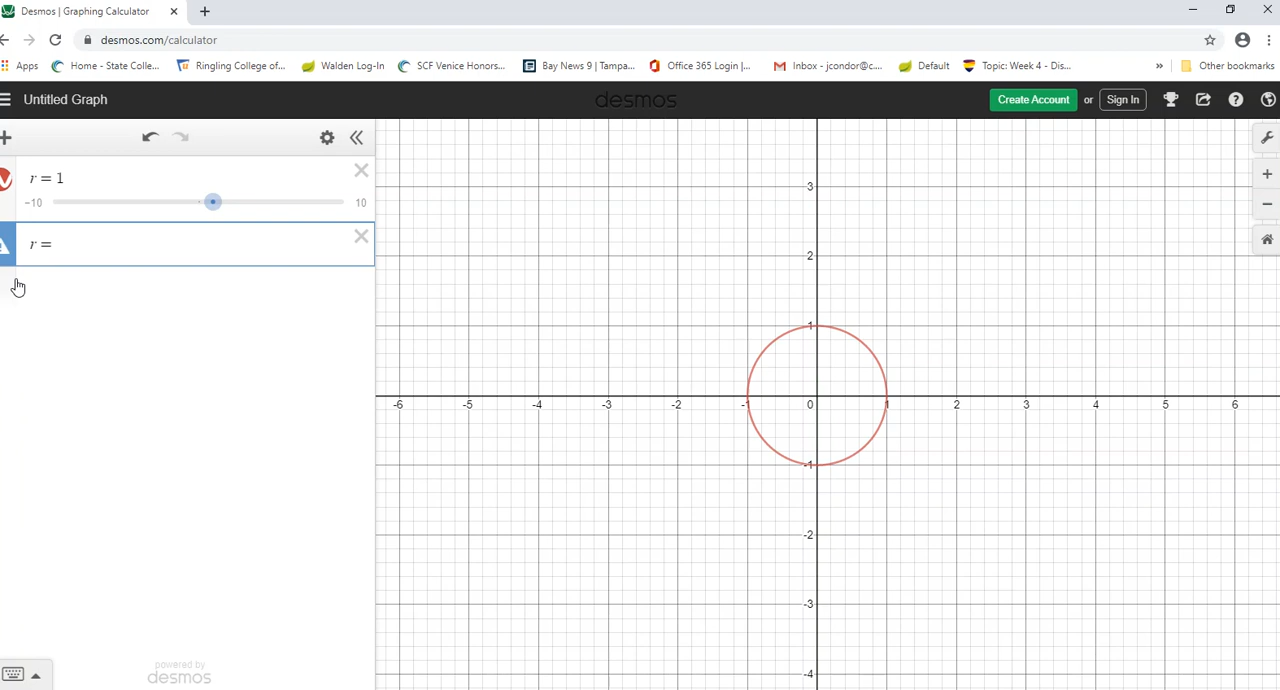 Desmos | Graphing Calculator
desmos.com/calculator
Apps
Home - State Colle...
Ringling College of...
Walden Log-In
SCF Venice Honors...
Bay News 9 | Tampa...
Office 365 Login |...
Inbox - jcondor@c....
Default
Topic: Week 4 - Dis...
»
Other bookmarks
Untitled Graph
desmos
Create Account or Sign In
r = 1
-10 10
r =
3
2
1
-6 -5 -4 -3 -2 -1 0 1 2 3 4 5 6
-1
-2
-3
-4
powered by
desmos